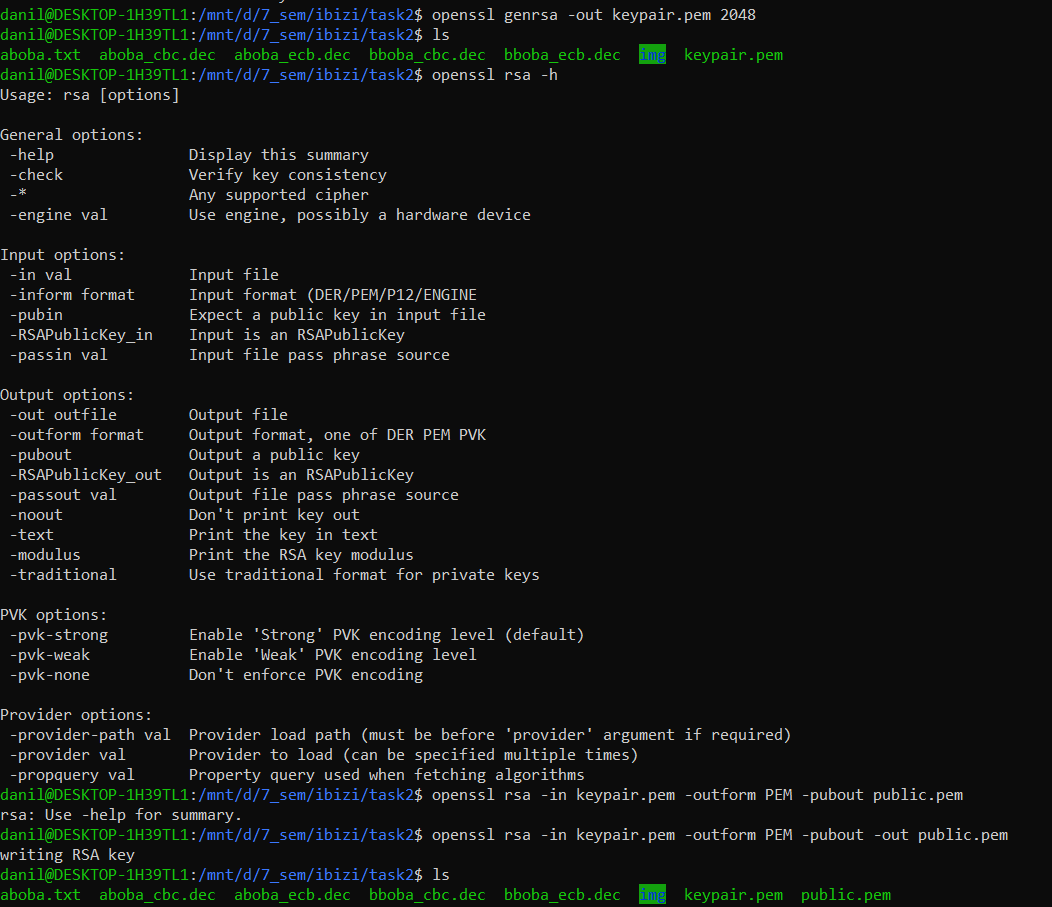 danil@DESKTOP-1H39TL1:/mnt/d/7_sem/ibizi/task2$ openssl genrsa -out keypair.pem 2048
danil@DESKTOP-1H39TL1:/mnt/d/7_sem/ibizi/task2$ ls
aboba.txt  aboba_cbc.dec  aboba_ecb.dec  bboba_cbc.dec  bboba_ecb.dec  img  keypair.pem
danil@DESKTOP-1H39TL1:/mnt/d/7_sem/ibizi/task2$ openssl rsa -h
Usage: rsa [options]

General options:
 -help               Display this summary
 -check              Verify key consistency
 -*                  Any supported cipher
 -engine val         Use engine, possibly a hardware device

Input options:
 -in val             Input file
 -inform format      Input format (DER/PEM/P12/ENGINE
 -pubin              Expect a public key in input file
 -RSAPublicKey_in    Input is an RSAPublicKey
 -passin val         Input file pass phrase source

Output options:
 -out outfile        Output file
 -outform format     Output format, one of DER PEM PVK
 -pubout             Output a public key
 -RSAPublicKey_out   Output is an RSAPublicKey
 -passout val        Output file pass phrase source
 -noout              Don't print key out
 -text               Print the key in text
 -modulus            Print the RSA key modulus
 -traditional        Use traditional format for private keys

PVK options:
 -pvk-strong         Enable 'Strong' PVK encoding level (default)
 -pvk-weak           Enable 'Weak' PVK encoding level
 -pvk-none           Don't enforce PVK encoding

Provider options:
 -provider-path val  Provider load path (must be before 'provider' argument if required)
 -provider val       Provider to load (can be specified multiple times)
 -propquery val      Property query used when fetching algorithms
danil@DESKTOP-1H39TL1:/mnt/d/7_sem/ibizi/task2$ openssl rsa -in keypair.pem -outform PEM -pubout public.pem
rsa: Use -help for summary.
danil@DESKTOP-1H39TL1:/mnt/d/7_sem/ibizi/task2$ openssl rsa -in keypair.pem -outform PEM -pubout -out public.pem
writing RSA key
danil@DESKTOP-1H39TL1:/mnt/d/7_sem/ibizi/task2$ ls
aboba.txt  aboba_cbc.dec  aboba_ecb.dec  bboba_cbc.dec  bboba_ecb.dec  img  keypair.pem  public.pem